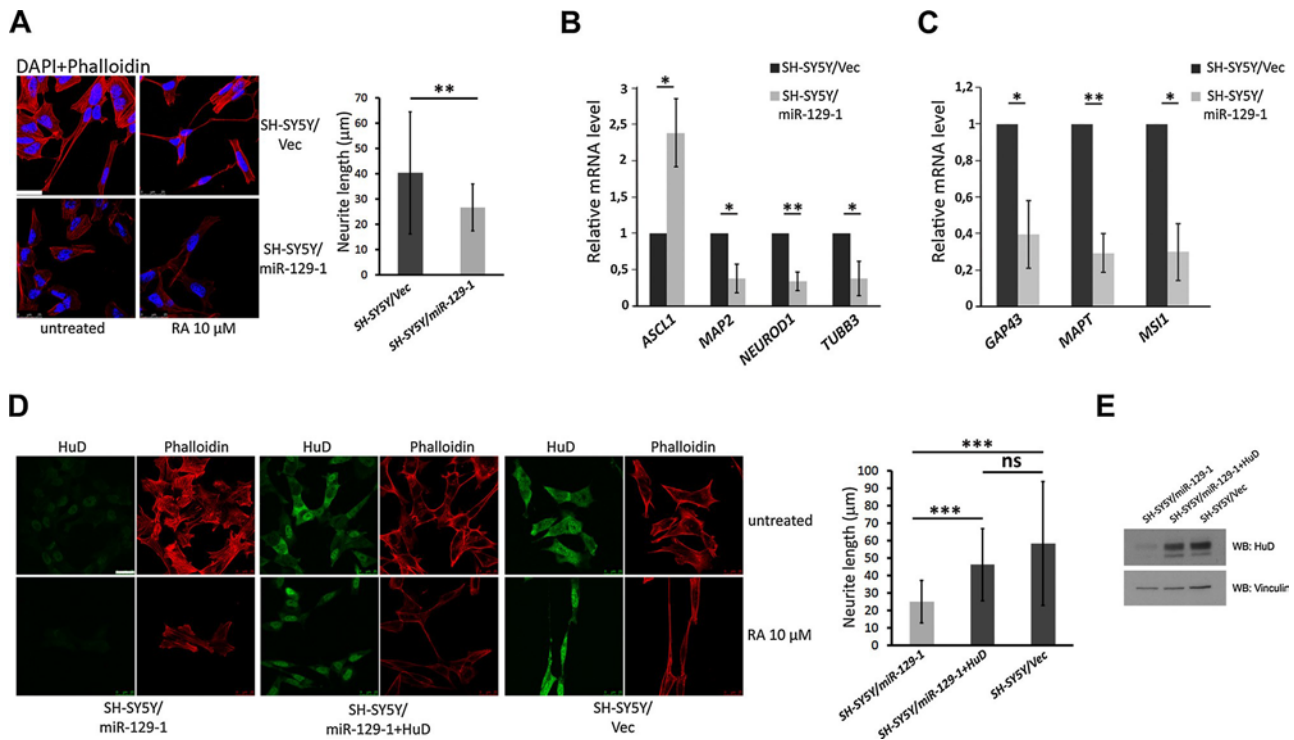 A
DAPI+Phalloidin
SH-SY5Y/
Vec
SH-SY5Y/
miR-129-1
untreated
RA 10 µM
**
Neurite length (µm)
70
60
50
40
30
20
10
0
SH-SY5Y/Vec
SH-SY5Y/miR-129-1
B
SH-SY5Y/Vec
SH-SY5Y/
miR-129-1
Relative mRNA level
3
2,5
2
1,5
1
0,5
0
*
*
**
*
ASCL1
MAP2
NEUROD1
TUBB3
C
SH-SY5Y/Vec
SH-SY5Y/
miR-129-1
Relative mRNA level
1,2
1
0,8
0,6
0,4
0,2
0
*
**
*
GAP43
MAPT
MSI1
D
HuD
Phalloidin
HuD
Phalloidin
HuD
Phalloidin
untreated
RA 10 µM
SH-SY5Y/
miR-129-1
SH-SY5Y/
miR-129-1+HuD
SH-SY5Y/
Vec
***
ns
***
Neurite length (µm)
100
90
80
70
60
50
40
30
20
10
0
SH-SY5Y/miR-129-1
SH-SY5Y/miR-129-1+HuD
SH-SY5Y/Vec
E
SH-SY5Y/miR-129-1
SH-SY5Y/miR-129-1+HuD
SH-SY5Y/Vec
WB: HuD
WB: Vinculin